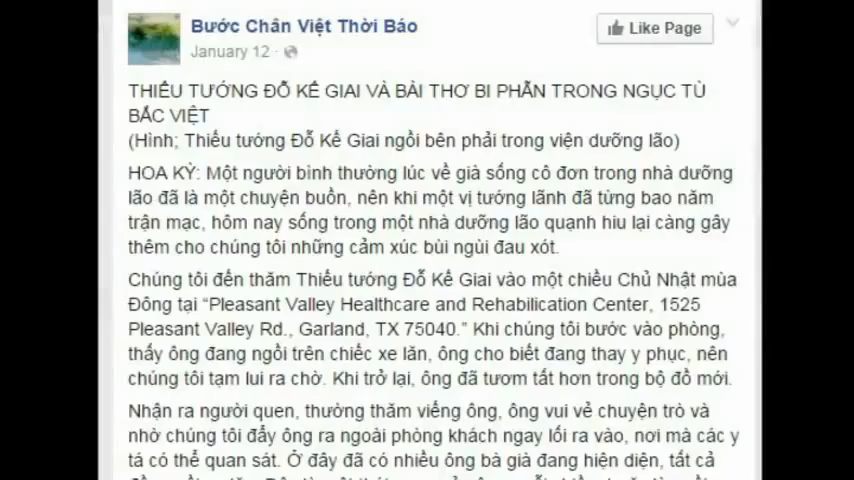 Bước Chân Việt Thời Báo
Like Page
January 12 ·
THIẾU TƯỚNG ĐỖ KẾ GIAI VÀ BÀI THƠ BI PHẪN TRONG NGỤC TÙ
BẮC VIỆT
(Hình; Thiếu tướng Đỗ Kế Giai ngồi bên phải trong viện dưỡng lão)
HOA KỲ: Một người bình thường lúc về già sống cô đơn trong nhà dưỡng
lão đã là một chuyện buồn, nên khi một vị tướng lãnh đã từng bao năm
trận mạc, hôm nay sống trong một nhà dưỡng lão quạnh hiu lại càng gây
thêm cho chúng tôi những cảm xúc bùi ngùi đau xót.
Chúng tôi đến thăm Thiếu tướng Đỗ Kế Giai vào một chiều Chủ Nhật mùa
Đông tại “Pleasant Valley Healthcare and Rehabilication Center, 1525
Pleasant Valley Rd., Garland, TX 75040.” Khi chúng tôi bước vào phòng,
thấy ông đang ngồi trên chiếc xe lăn, ông cho biết đang thay y phục, nên
chúng tôi tạm lui ra chờ. Khi trở lại, ông đã tươm tất hơn trong bộ đồ mới.
Nhận ra người quen, thường thăm viếng ông, ông vui vẻ chuyện trò và
nhờ chúng tôi đẩy ông ra ngoài phòng khách ngay lối ra vào, nơi mà các y
tá có thể quan sát. Ở đây đã có nhiều ông bà già đang hiện diện, tất cả